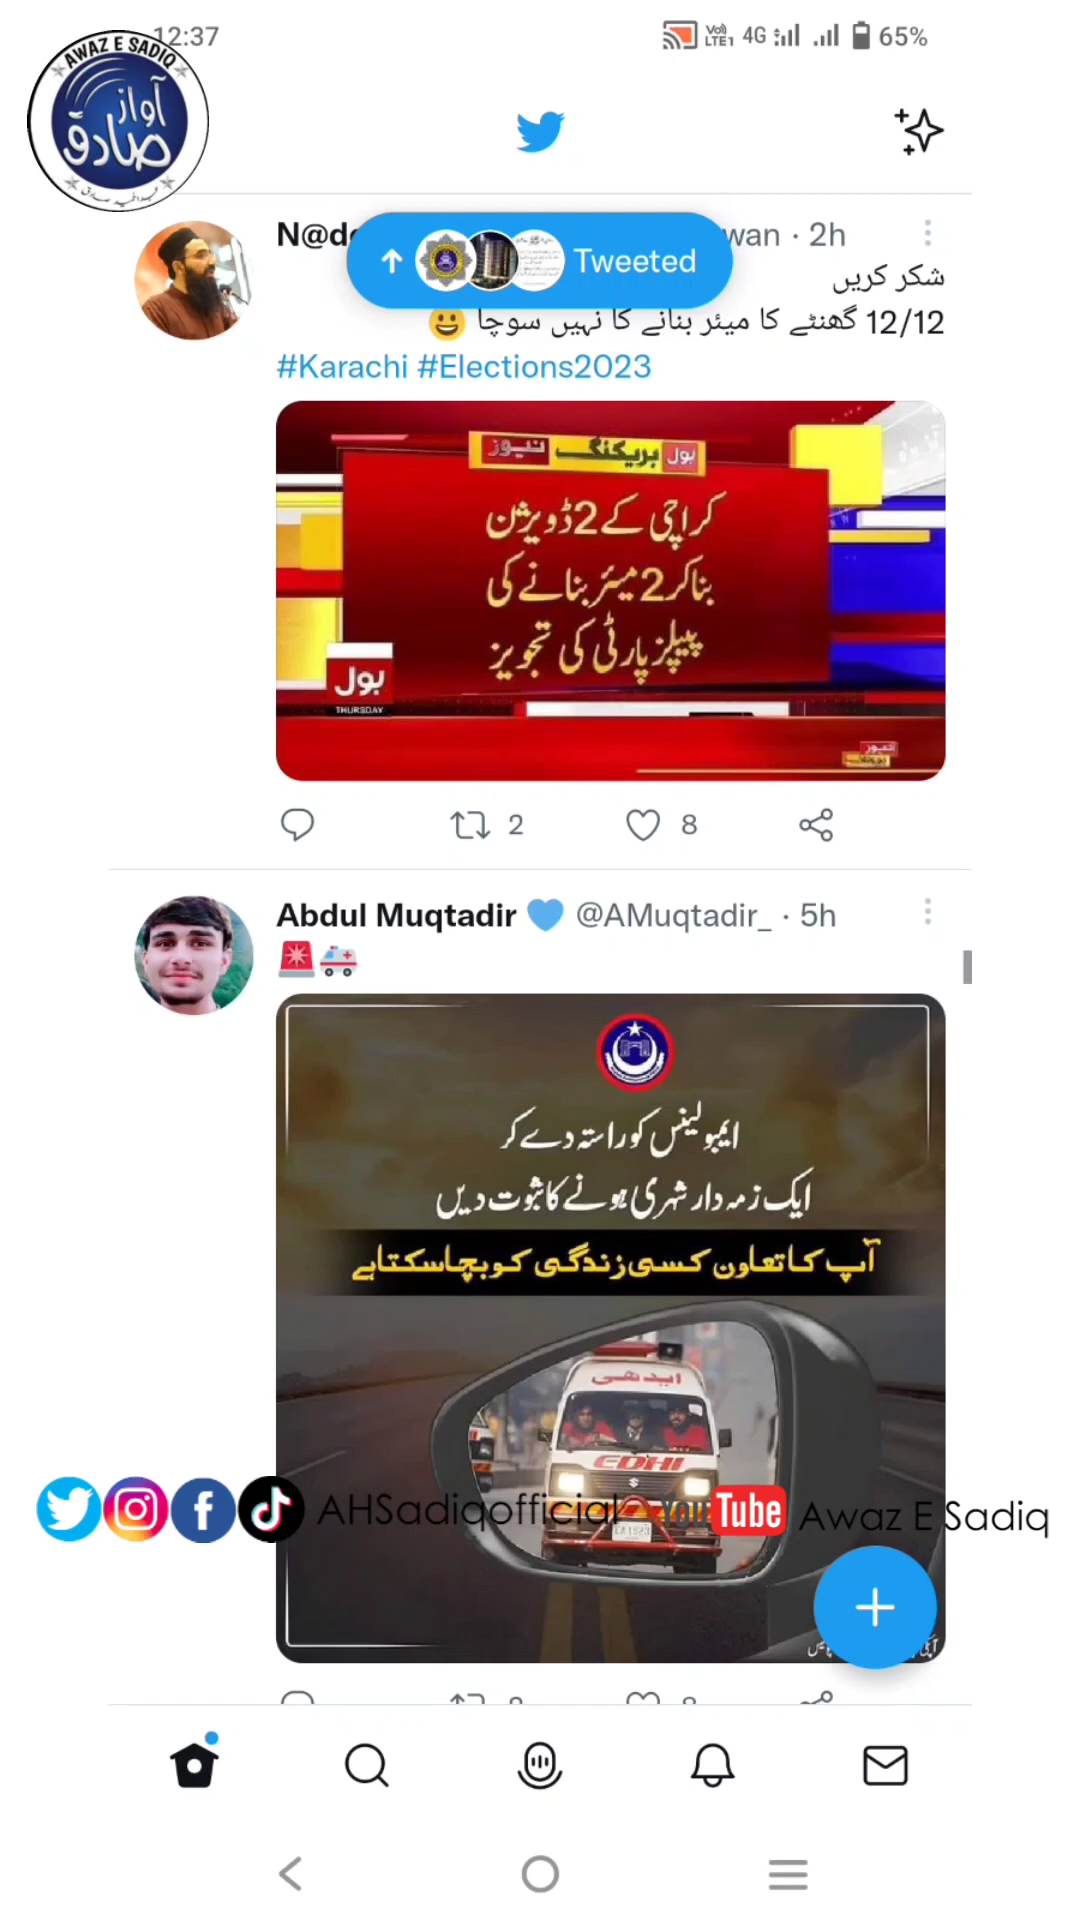 12:37
4G
65%
AWAZ E SADIQ
آواز
صادق
Tweeted
wan · 2h
شکر کریں
12/12 گھنٹے کا میئر بنانے کا نہیں سوچا 😀
#Karachi #Elections2023
بول بریکنگ نیوز
کراچی کے 2 ڈویژن
بنا کر 2 میئر بنانے کی
پیپلز پارٹی کی تجویز
بول
THURSDAY
2
8
Abdul Muqtadir 💙 @AMuqtadir_ · 5h
🚨🚑
ایمبولینس کو راستہ دے کر
ایک زمہ دار شہری ہونے کا ثبوت دیں
آپ کا تعاون کسی زندگی کو بچا سکتا ہے
ایدھی
EDHI
AHSadiqofficial YouTube Awaz E Sadiq